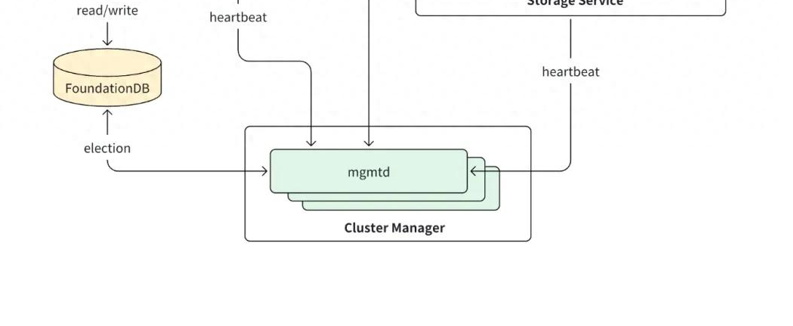 Storage Service
read/write
heartbeat
heartbeat
FoundationDB
election
mgmtd
Cluster Manager